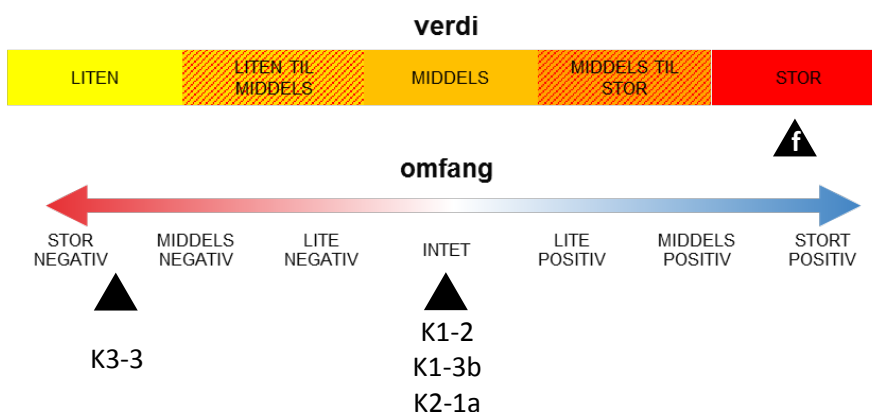 verdi
LITEN
LITEN TIL
MIDDELS
MIDDELS
MIDDELS TIL
STOR
STOR
f
omfang
STOR
NEGATIV
MIDDELS
NEGATIV
LITE
NEGATIV
INTET
LITE
POSITIV
MIDDELS
POSITIV
STORT
POSITIV
K3-3
K1-2
K1-3b
K2-1a